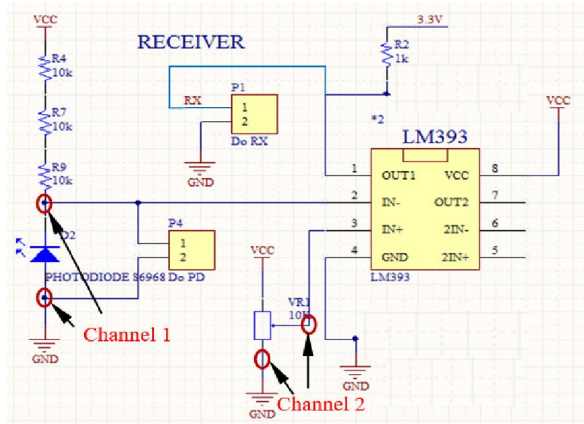 VCC
3.3V
RECEIVER
R2
1k
R4
10k
P1
RX
1
2
Do RX
VCC
*2
R7
10k
LM393
GND
R9
10k
1
OUT1
VCC
8
2
IN-
OUT2
7
D2
P4
1
2
3
IN+
2IN-
6
4
GND
2IN+
5
VCC
PHOTODIODE S6968
Do PD
LM393
VR1
10K
Channel 1
GND
GND
GND
Channel 2